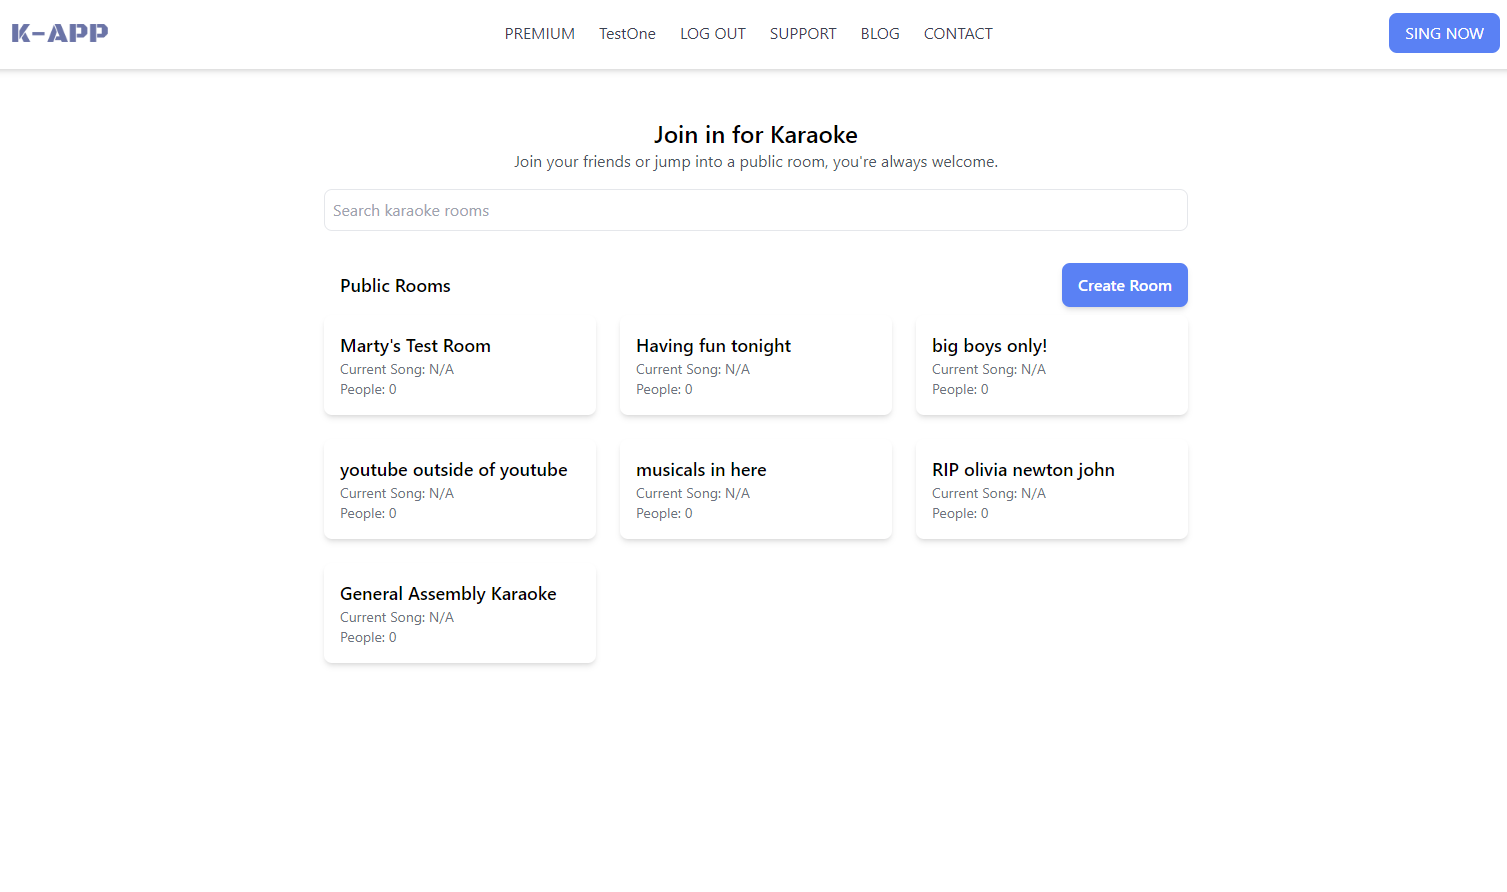 K-APP
PREMIUM TestOne LOG OUT SUPPORT BLOG CONTACT
SING NOW
Join in for Karaoke
Join your friends or jump into a public room, you're always welcome.
Search karaoke rooms
Public Rooms
Create Room
Marty's Test Room
Current Song: N/A
People: 0
Having fun tonight
Current Song: N/A
People: 0
big boys only!
Current Song: N/A
People: 0
youtube outside of youtube
Current Song: N/A
People: 0
musicals in here
Current Song: N/A
People: 0
RIP olivia newton john
Current Song: N/A
People: 0
General Assembly Karaoke
Current Song: N/A
People: 0